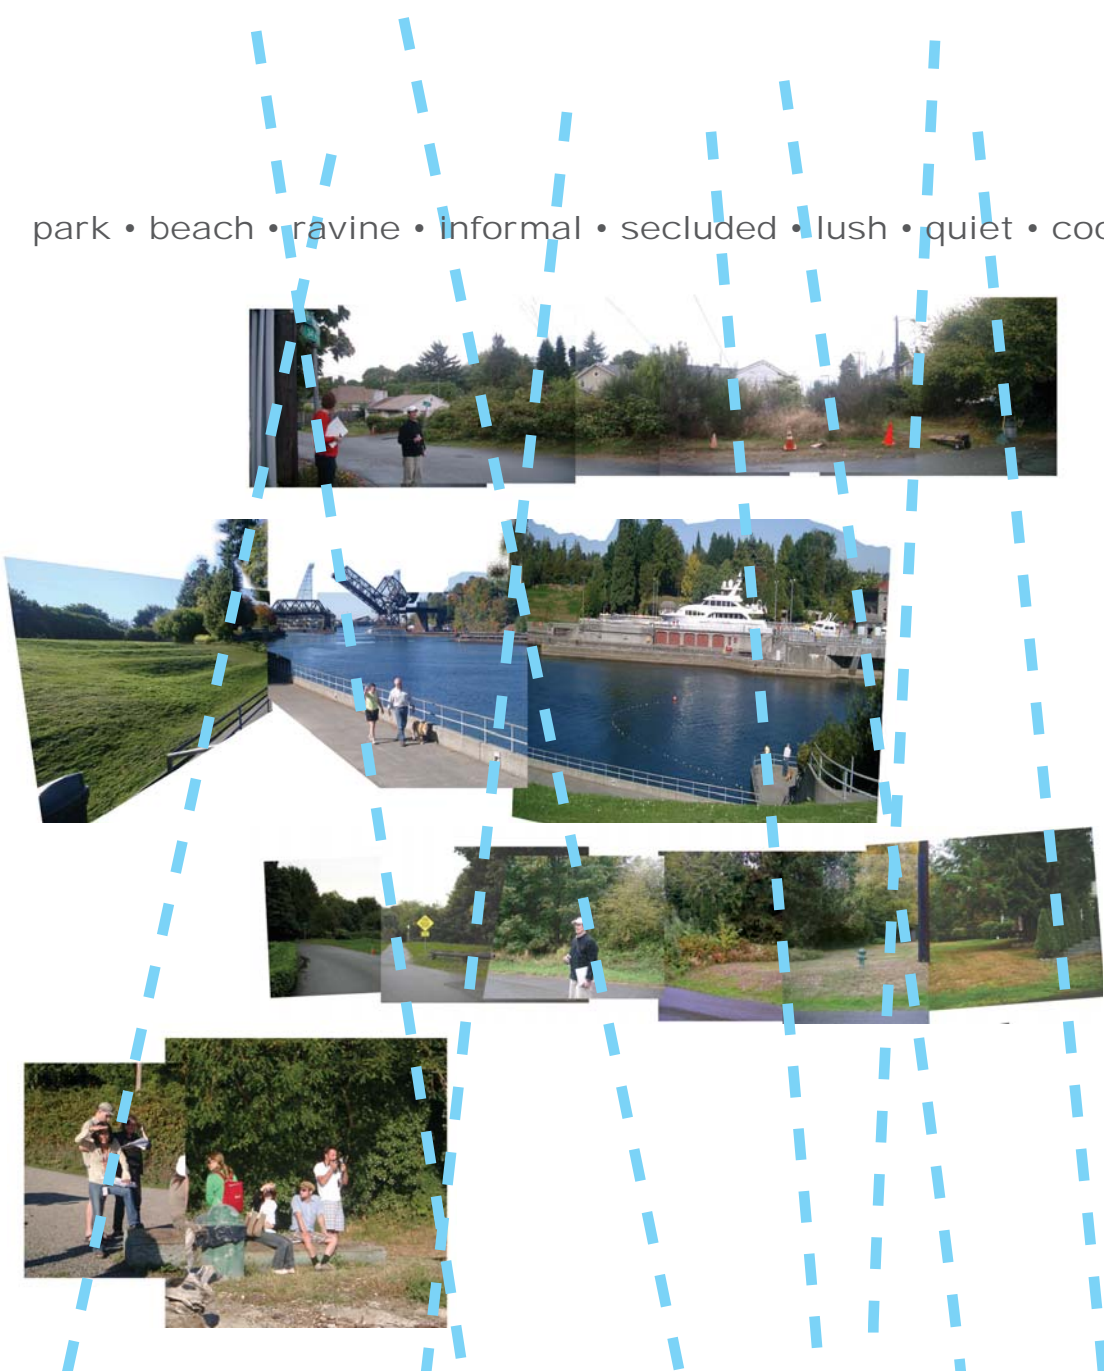 park • beach • ravine • informal • secluded • lush • quiet •